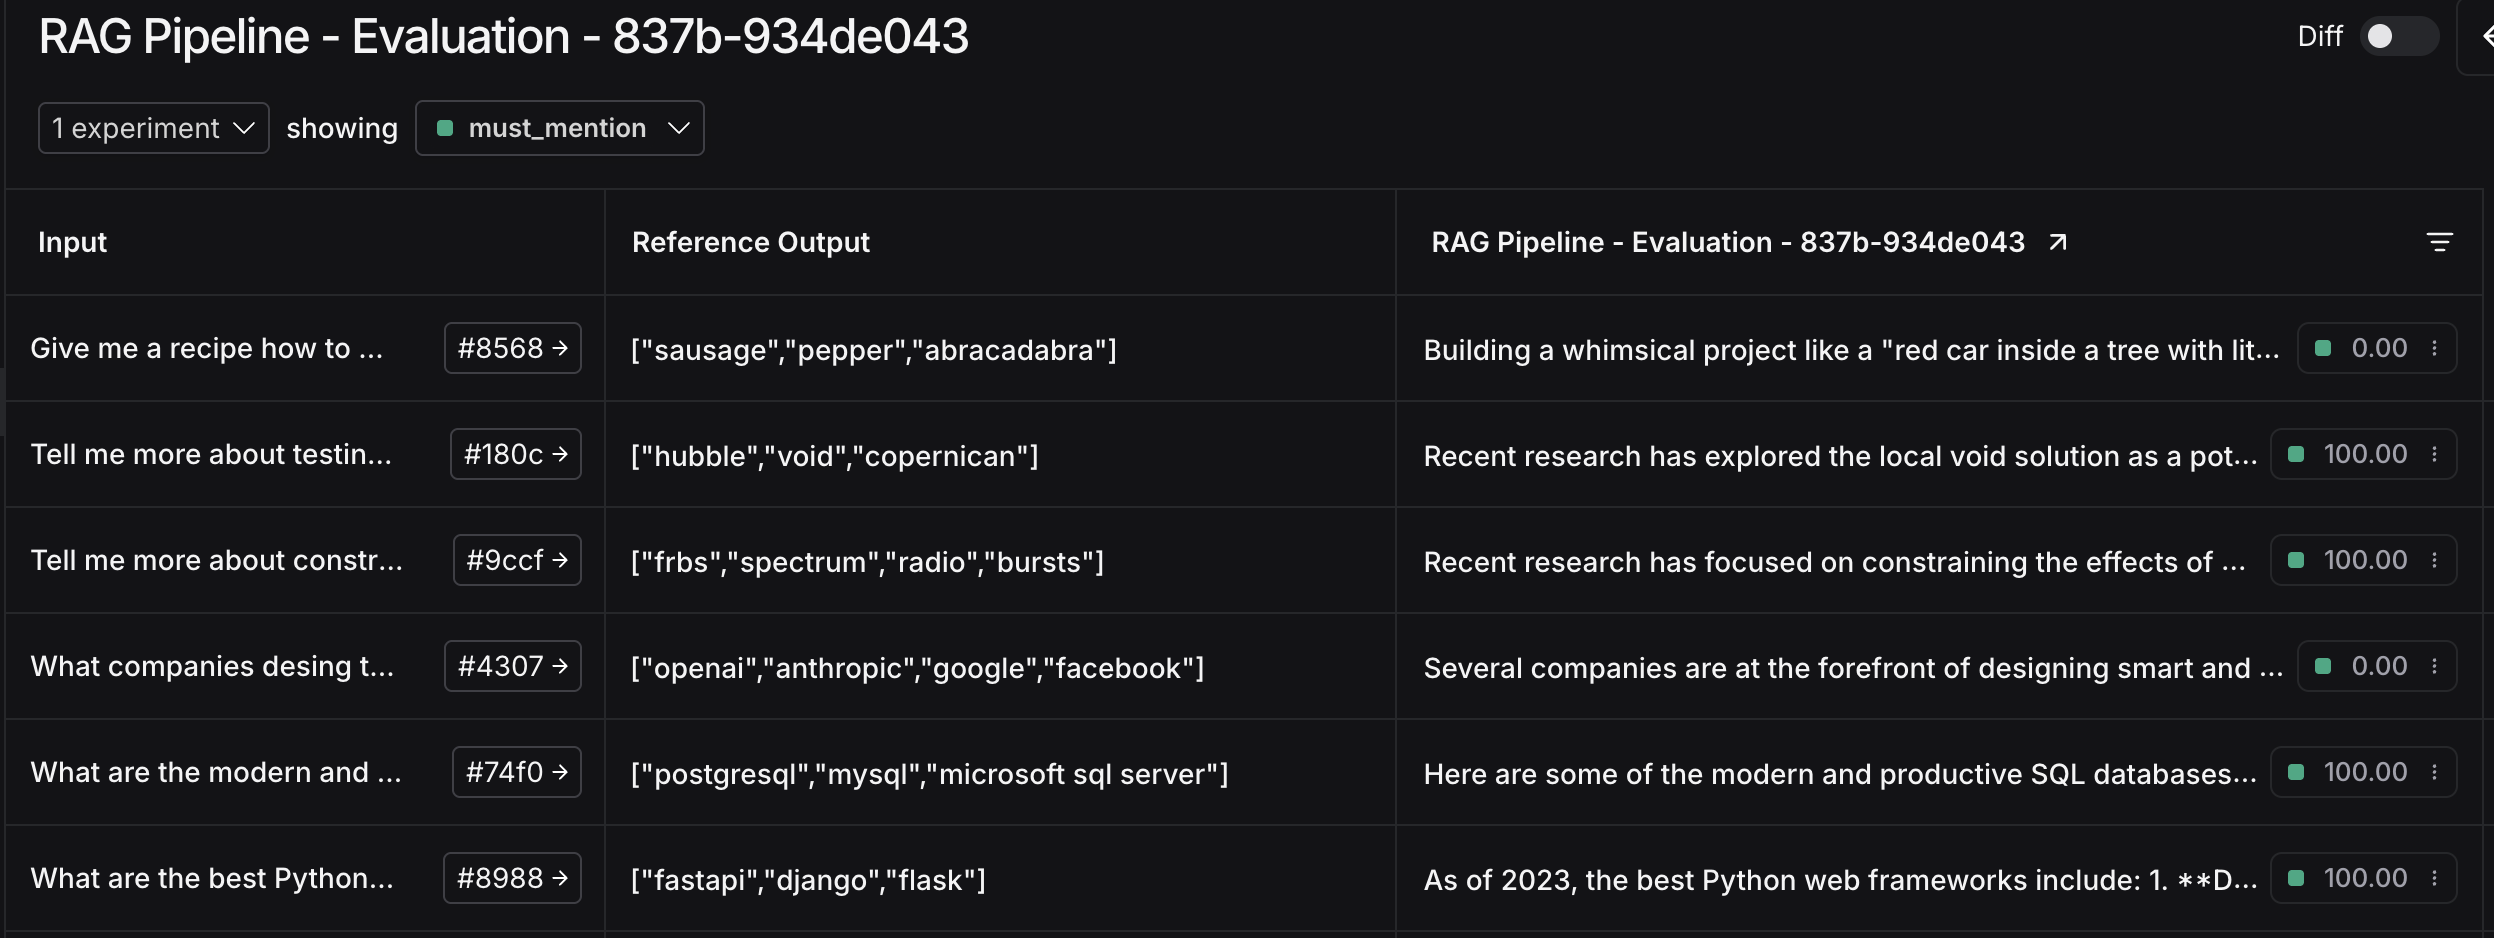 RAG Pipeline - Evaluation - 837b-934de043
Diff
1 experiment showing must_mention
Input Reference Output RAG Pipeline - Evaluation - 837b-934de043
Give me a recipe how to ... #8568 ["sausage","pepper","abracadabra"] Building a whimsical project like a "red car inside a tree with lit... 0.00
Tell me more about testin... #180c ["hubble","void","copernican"] Recent research has explored the local void solution as a pot... 100.00
Tell me more about constr... #9ccf ["frbs","spectrum","radio","bursts"] Recent research has focused on constraining the effects of ... 100.00
What companies desing t... #4307 ["openai","anthropic","google","facebook"] Several companies are at the forefront of designing smart and ... 0.00
What are the modern and ... #74f0 ["postgresql","mysql","microsoft sql server"] Here are some of the modern and productive SQL databases... 100.00
What are the best Python... #8988 ["fastapi","django","flask"] As of 2023, the best Python web frameworks include: 1. **D... 100.00